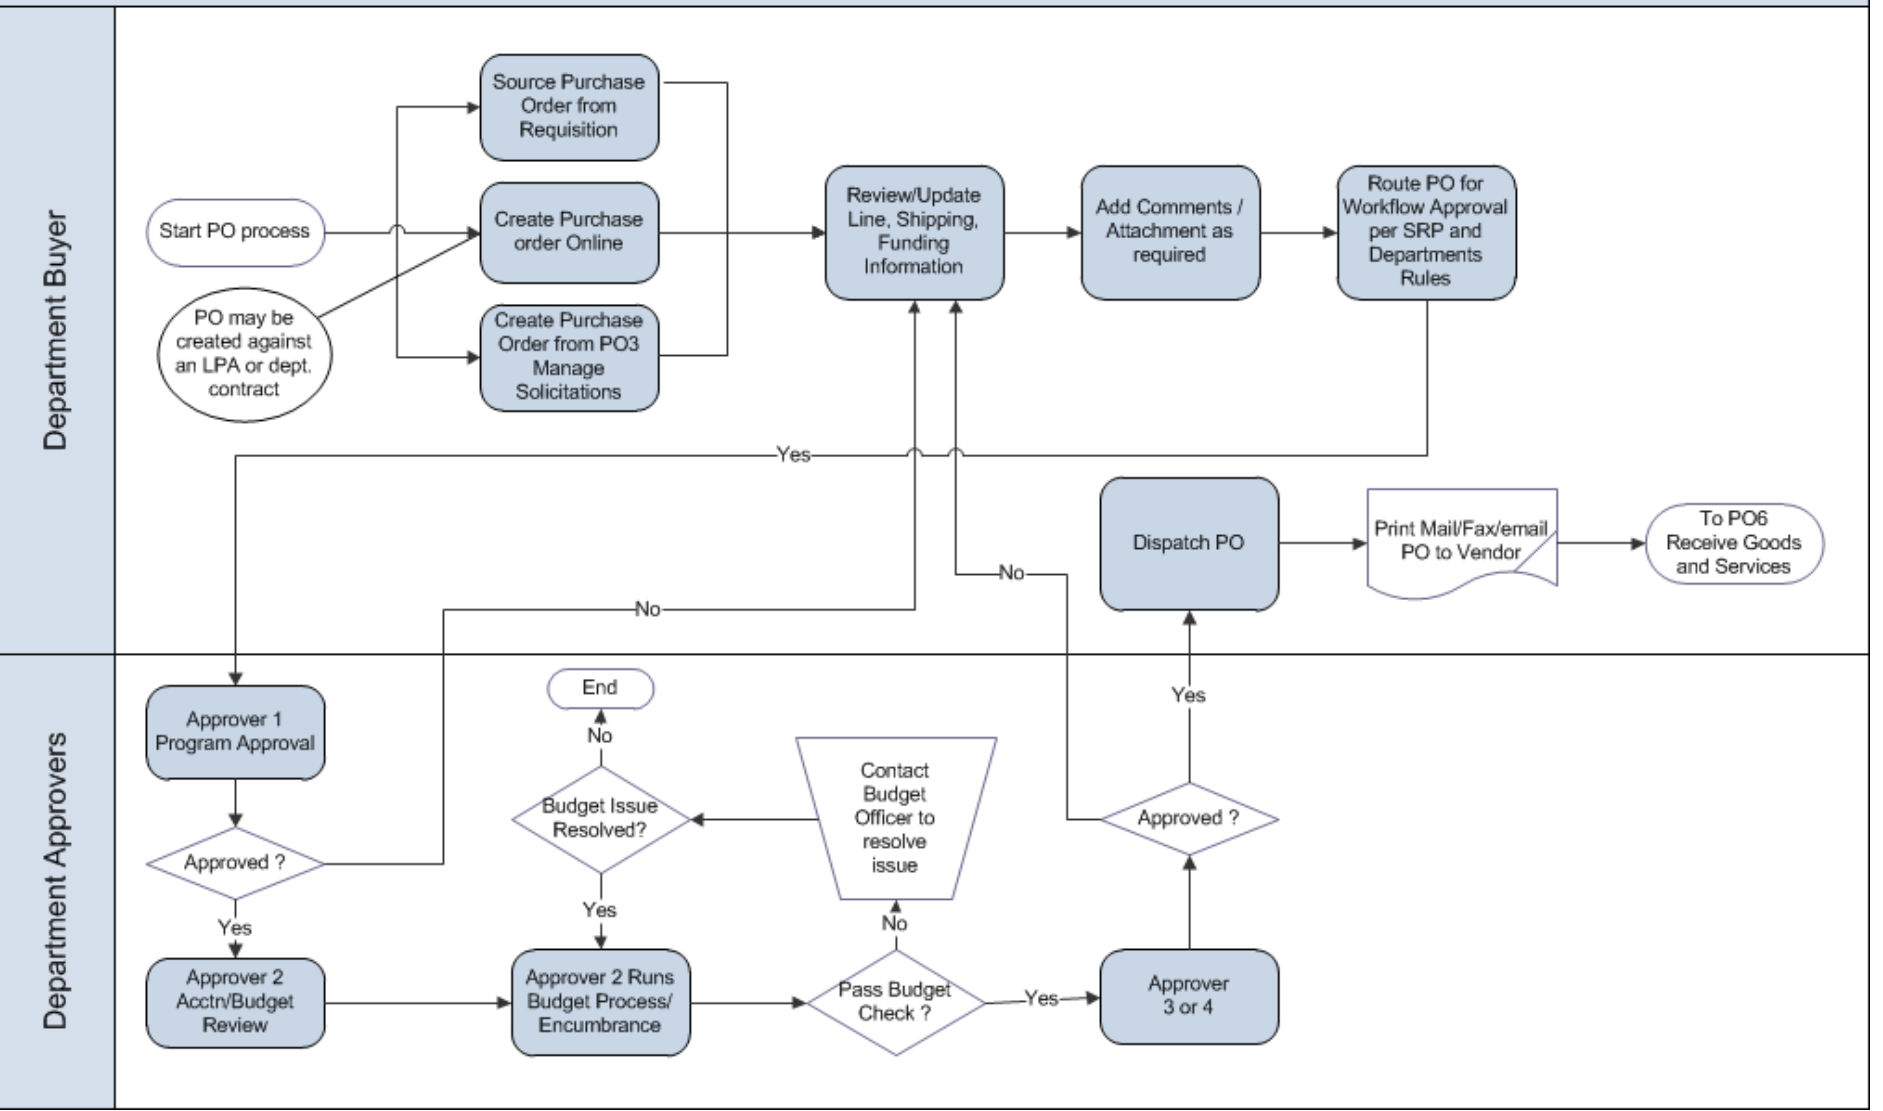 Department Buyer
Start PO process
PO may be
created against
an LPA or dept.
contract
Source Purchase
Order from
Requisition
Create Purchase
order Online
Create Purchase
Order from PO3
Manage
Solicitations
Review/Update
Line, Shipping,
Funding
Information
Add Comments /
Attachment as
required
Route PO for
Workflow Approval
per SRP and
Departments
Rules
Yes
Dispatch PO
Print Mail/Fax/email
PO to Vendor
To PO6
Receive Goods
and Services
No
No
Department Approvers
Approver 1
Program Approval
Approved ?
Yes
Approver 2
Acctn/Budget
Review
End
No
Budget Issue
Resolved?
Yes
Approver 2 Runs
Budget Process/
Encumbrance
Contact
Budget
Officer to
resolve
issue
No
Pass Budget
Check ?
Yes
Yes
Approved ?
Approver
3 or 4